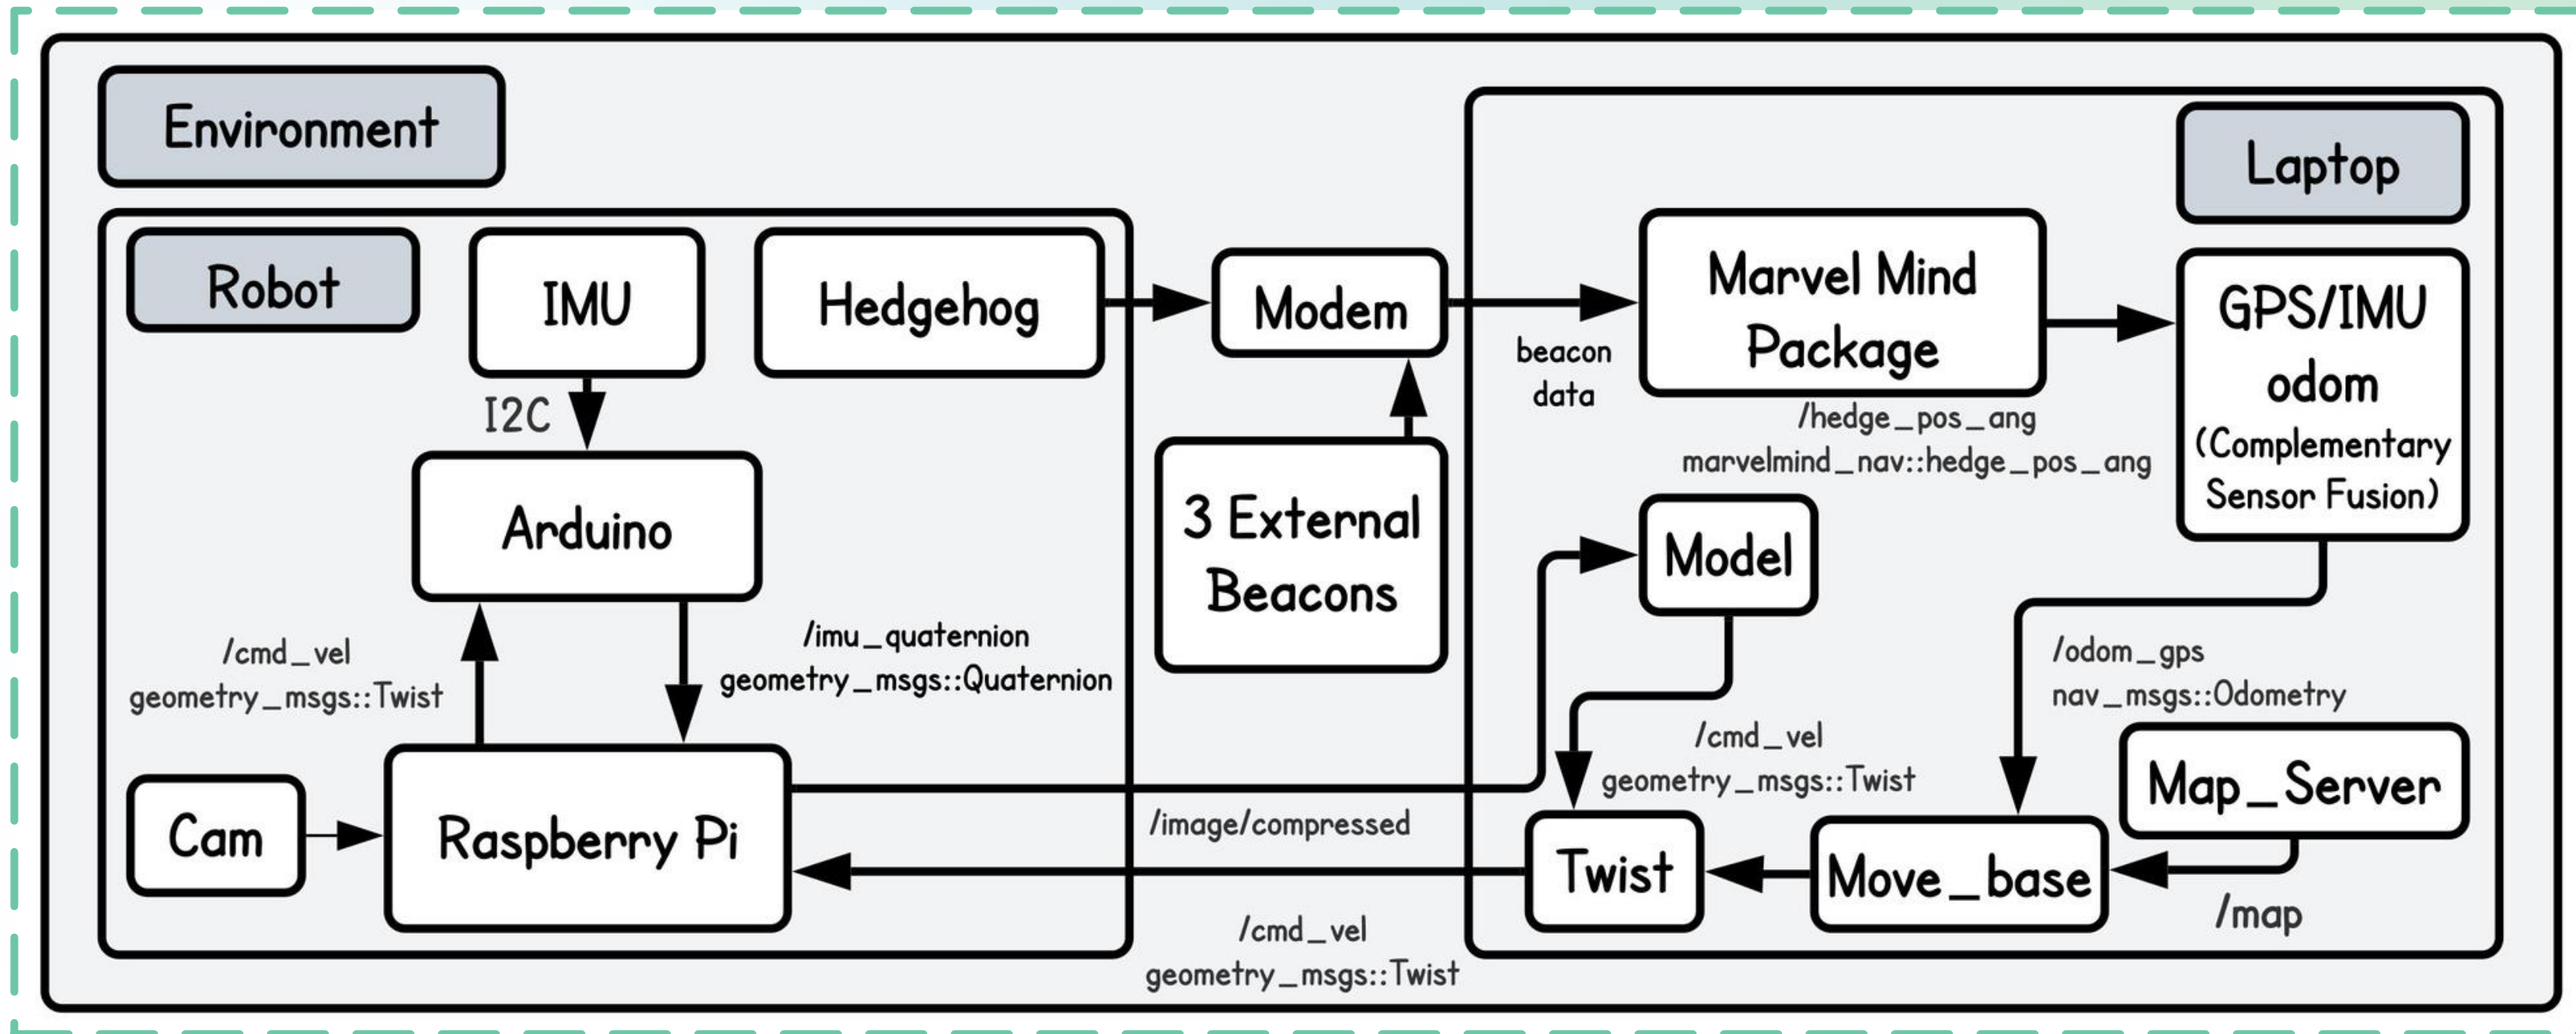 Environment
Laptop
Robot
IMU
Hedgehog
Modem
Marvel Mind
Package
GPS/IMU
odom
(Complementary
Sensor Fusion)
I2C
beacon
data
/hedge_pos_ang
marvelmind_nav::hedge_pos_ang
Arduino
3 External
Beacons
Model
/cmd_vel
geometry_msgs::Twist
/imu_quaternion
geometry_msgs::Quaternion
/odom_gps
nav_msgs::Odometry
/cmd_vel
geometry_msgs::Twist
Map_Server
Cam
Raspberry Pi
/image/compressed
Twist
Move_base
/map
/cmd_vel
geometry_msgs::Twist